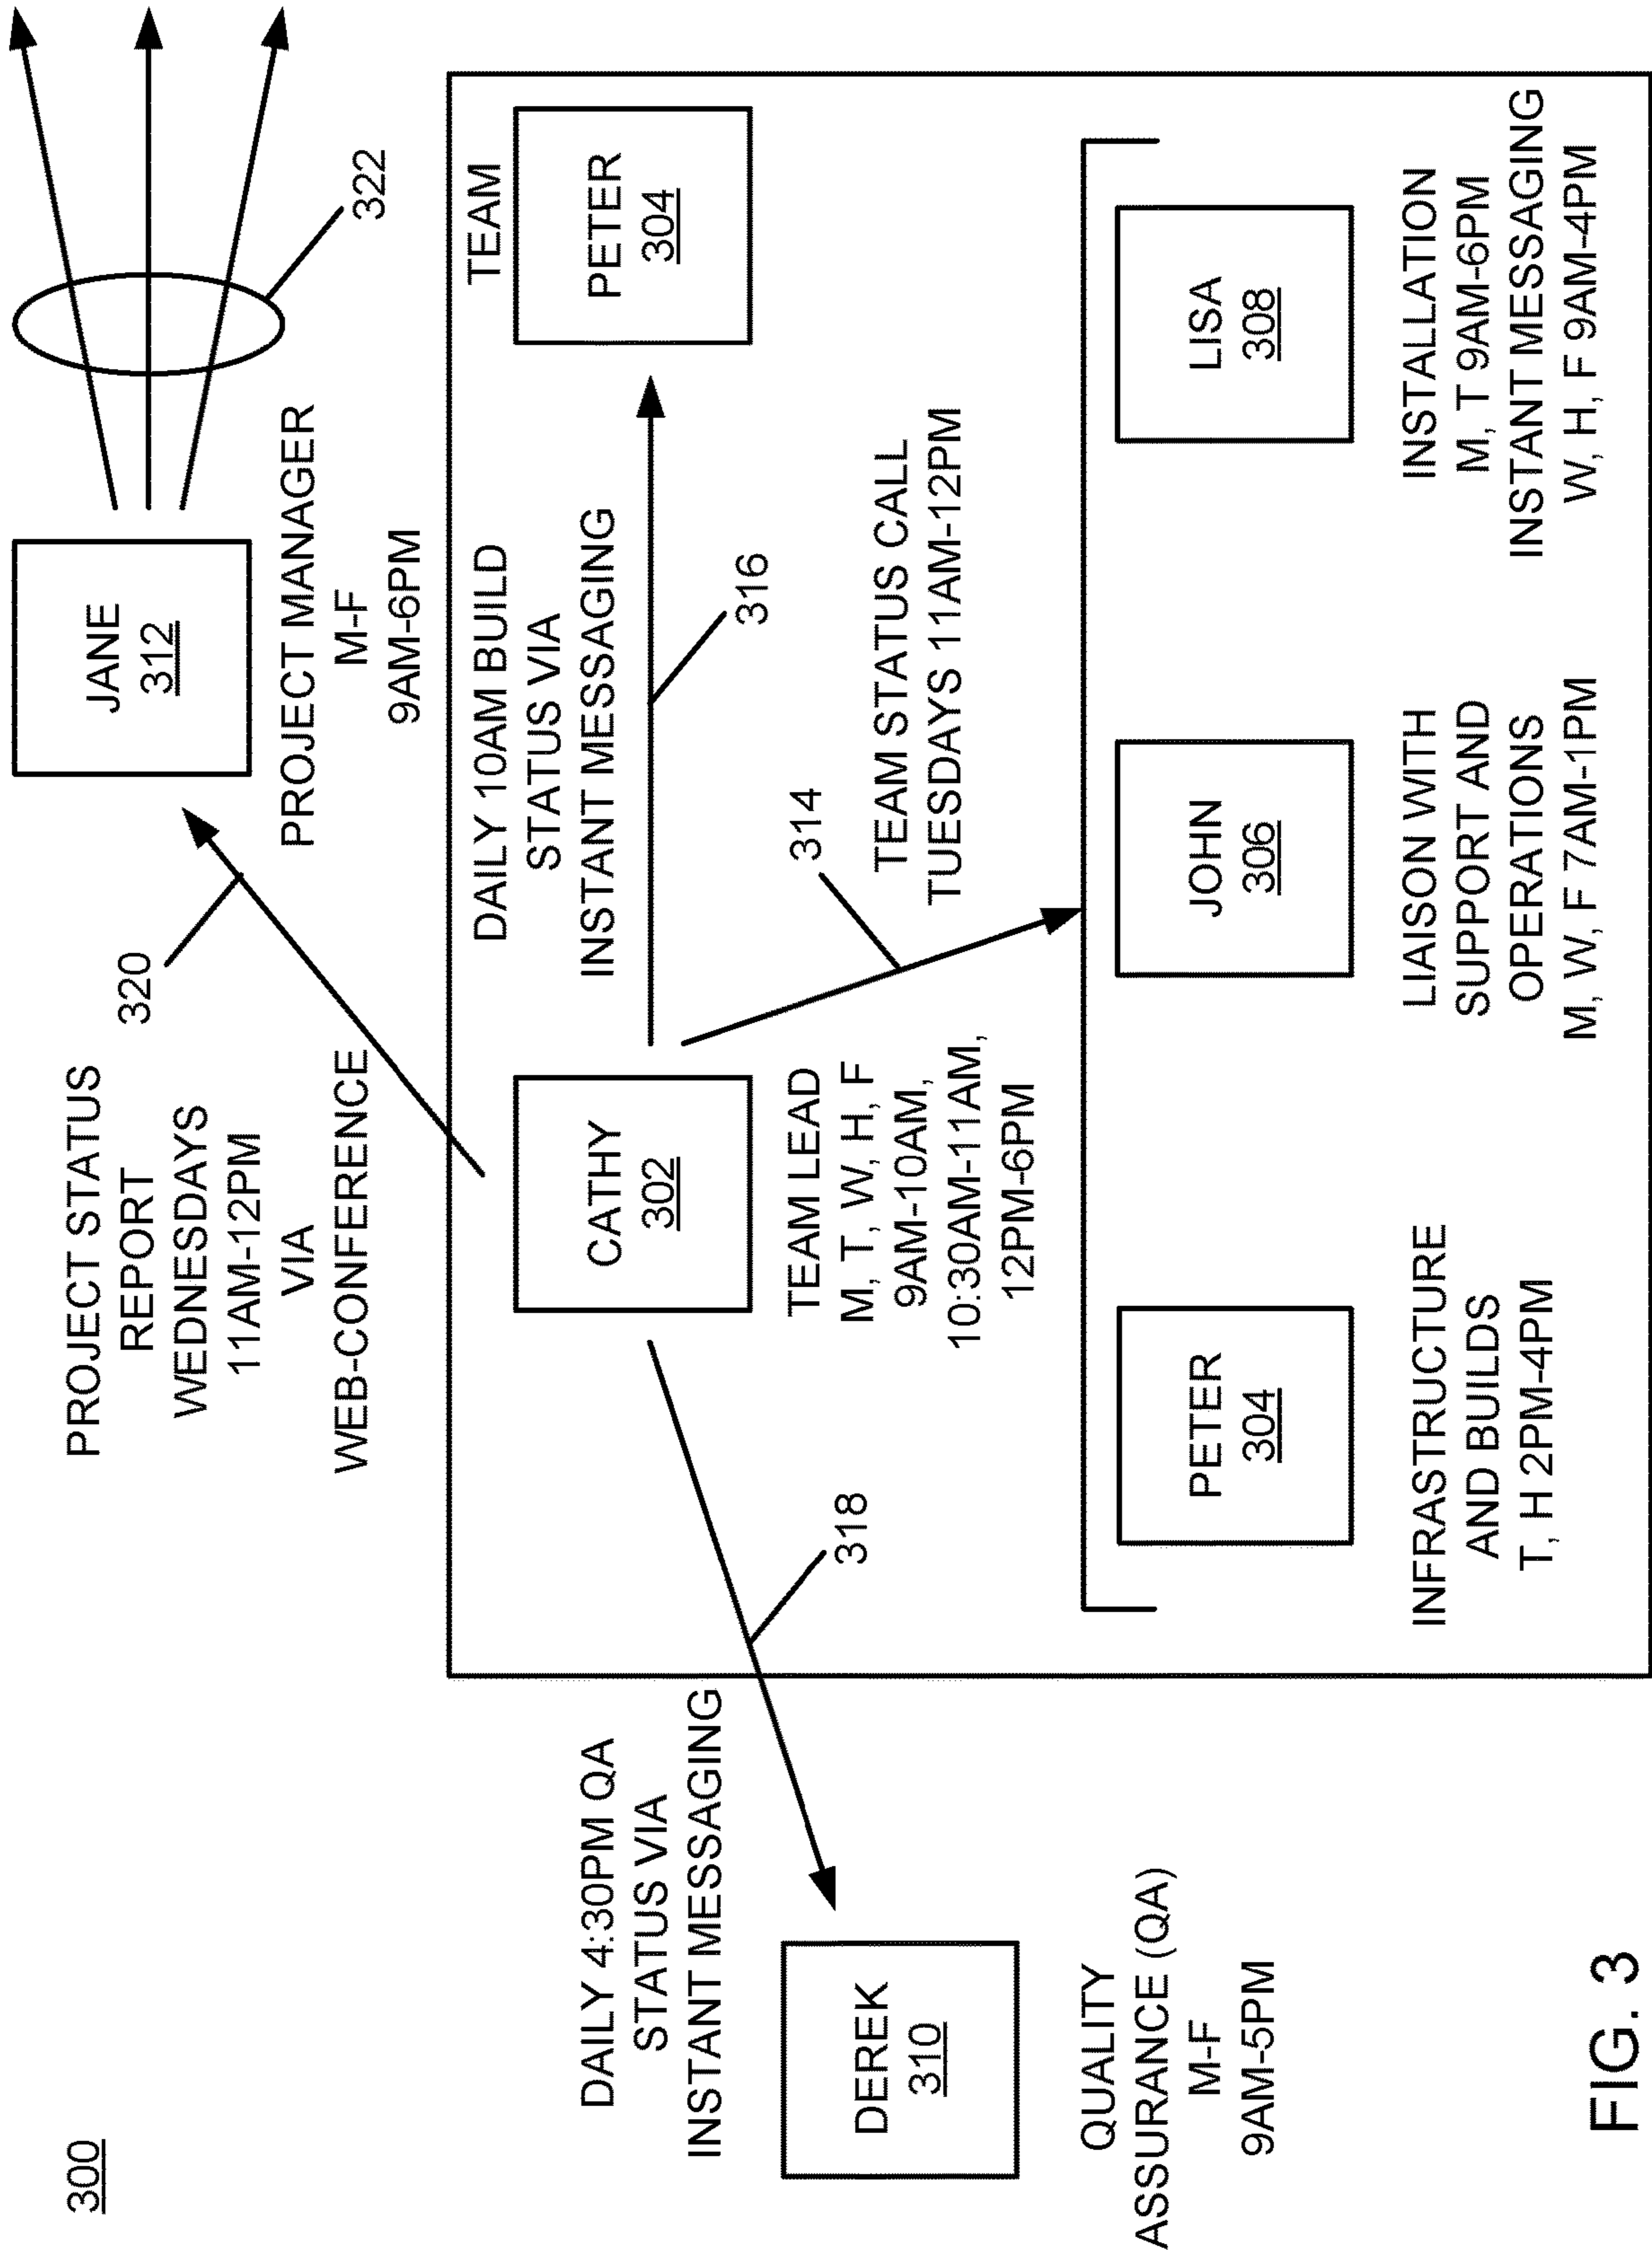 300
PROJECT STATUS
REPORT
WEDNESDAYS
11AM-12PM
VIA
WEB-CONFERENCE
320
JANE
312
PROJECT MANAGER
M-F
9AM-6PM
322
DAILY 4:30PM QA
STATUS VIA
INSTANT MESSAGING
DEREK
310
QUALITY
ASSURANCE (QA)
M-F
9AM-5PM
318
TEAM
CATHY
302
TEAM LEAD
M, T, W, H, F
9AM-10AM,
10:30AM-11AM,
12PM-6PM
DAILY 10AM BUILD
STATUS VIA
INSTANT MESSAGING
316
PETER
304
314
TEAM STATUS CALL
TUESDAYS 11AM-12PM
PETER
304
INFRASTRUCTURE
AND BUILDS
T, H 2PM-4PM
JOHN
306
LIAISON WITH
SUPPORT AND
OPERATIONS
M, W, F 7AM-1PM
LISA
308
INSTALLATION
M, T 9AM-6PM
INSTANT MESSAGING
W, H, F 9AM-4PM
FIG. 3